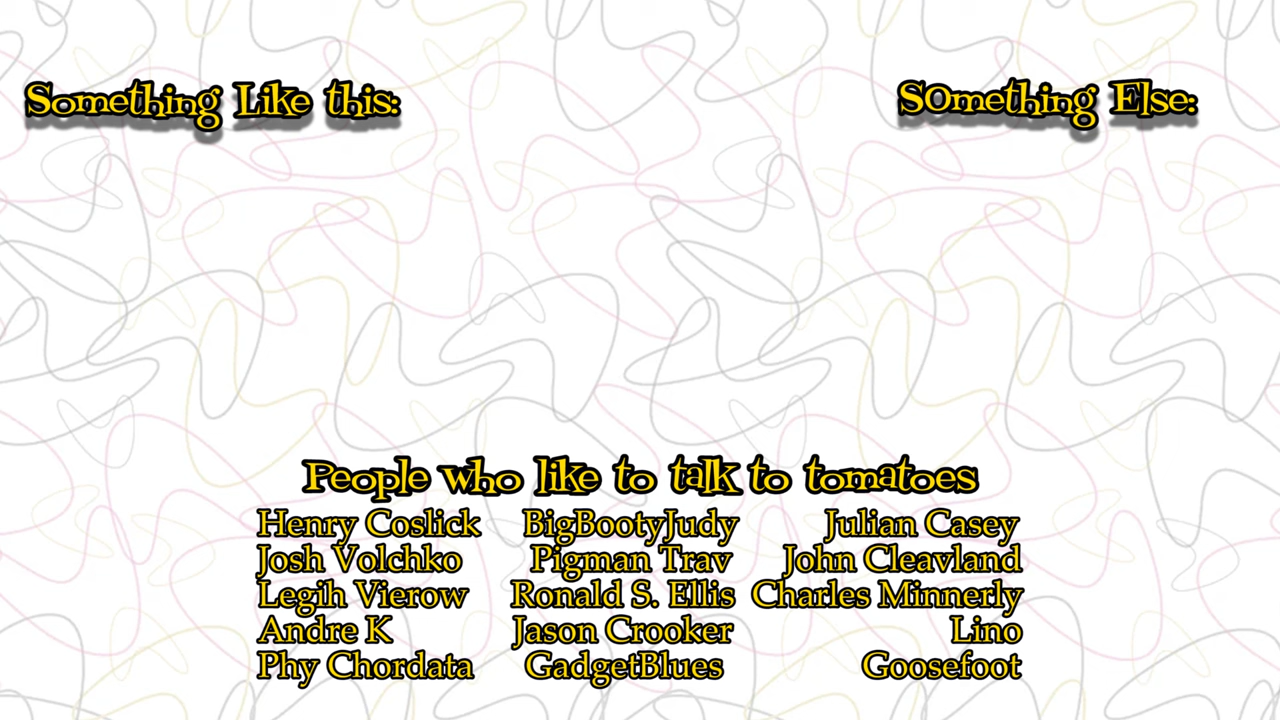 Something Like this:
SOmething Else:
People who like to talk to tomatoes
Henry Coslick BigBootyJudy Julian Casey
Josh Volchko Pigman Trav John Cleavland
Legih Vierow Ronald S. Ellis Charles Minnerly
Andre K Jason Crooker Lino
Phy Chordata GadgetBlues Goosefoot